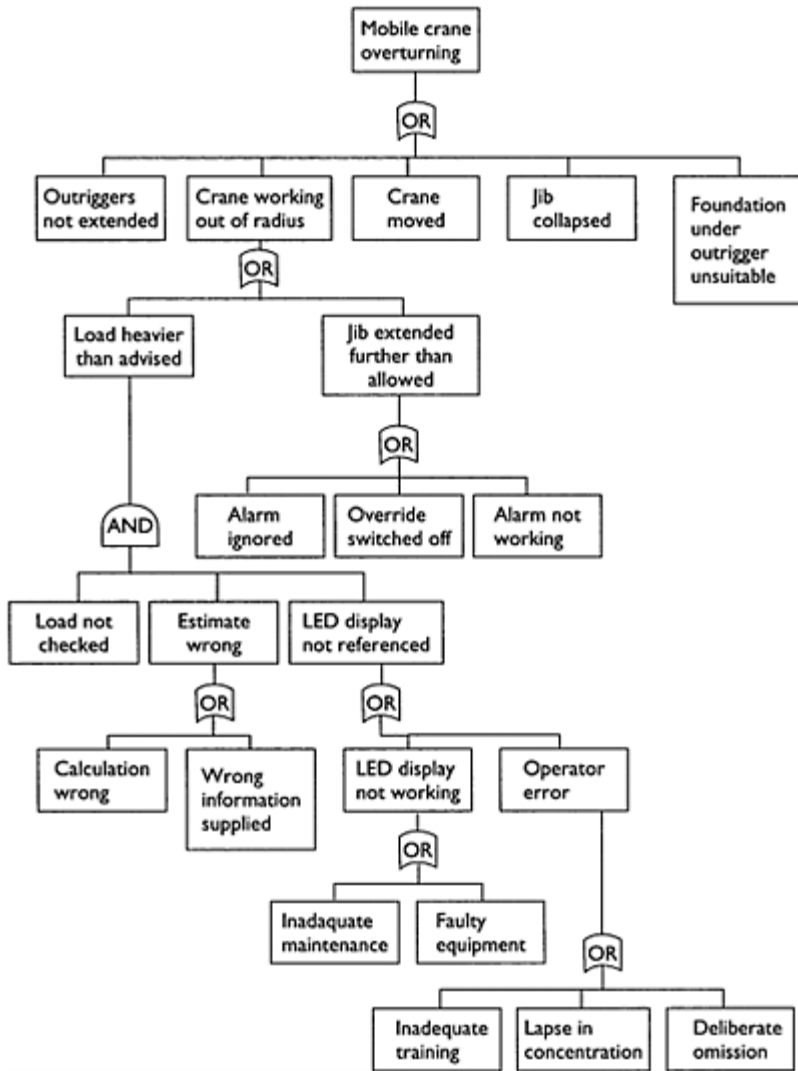 Mobile crane
overturning
OR
Outriggers
not extended
Crane working
out of radius
Crane
moved
Jib
collapsed
Foundation
under
outrigger
unsuitable
OR
Load heavier
than advised
Jib extended
further than
allowed
OR
Alarm
ignored
Override
switched off
Alarm not
working
AND
Load not
checked
Estimate
wrong
LED display
not referenced
OR
OR
Calculation
wrong
Wrong
information
supplied
LED display
not working
Operator
error
OR
Inadaquate
maintenance
Faulty
equipment
OR
Inadequate
training
Lapse in
concentration
Deliberate
omission